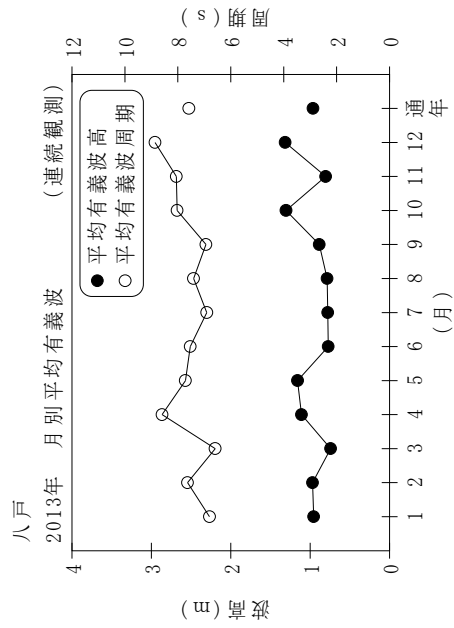 八戸
2013年 月別平均有義波 (連続観測)
平均有義波高
平均有義波周期
波高(m)
4
3
2
1
0
周期(s)
12
10
8
6
4
2
0
1 2 3 4 5 6 7 8 9 10 11 12 通年
(月)